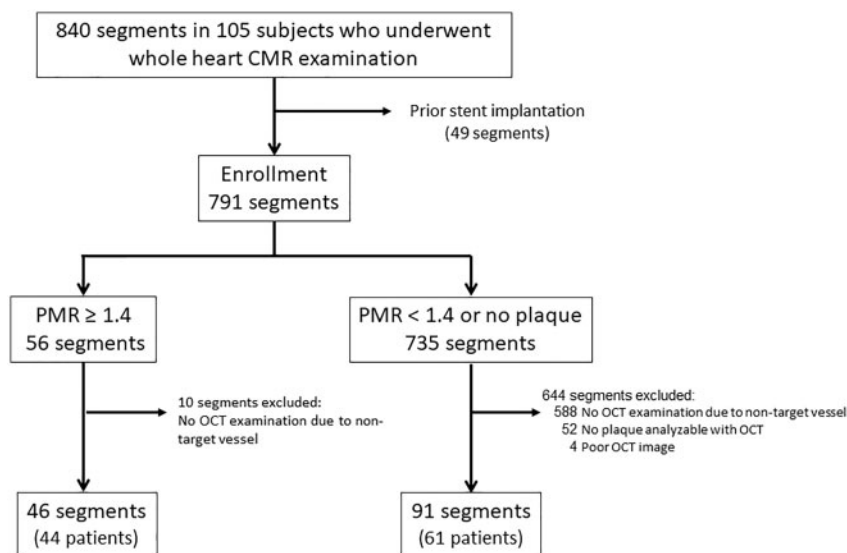 840 segments in 105 subjects who underwent
whole heart CMR examination
Prior stent implantation
(49 segments)
Enrollment
791 segments
PMR ≥ 1.4
56 segments
PMR < 1.4 or no plaque
735 segments
10 segments excluded:
No OCT examination due to non-
target vessel
644 segments excluded:
588 No OCT examination due to non-target vessel
52 No plaque analyzable with OCT
4 Poor OCT image
46 segments
(44 patients)
91 segments
(61 patients)